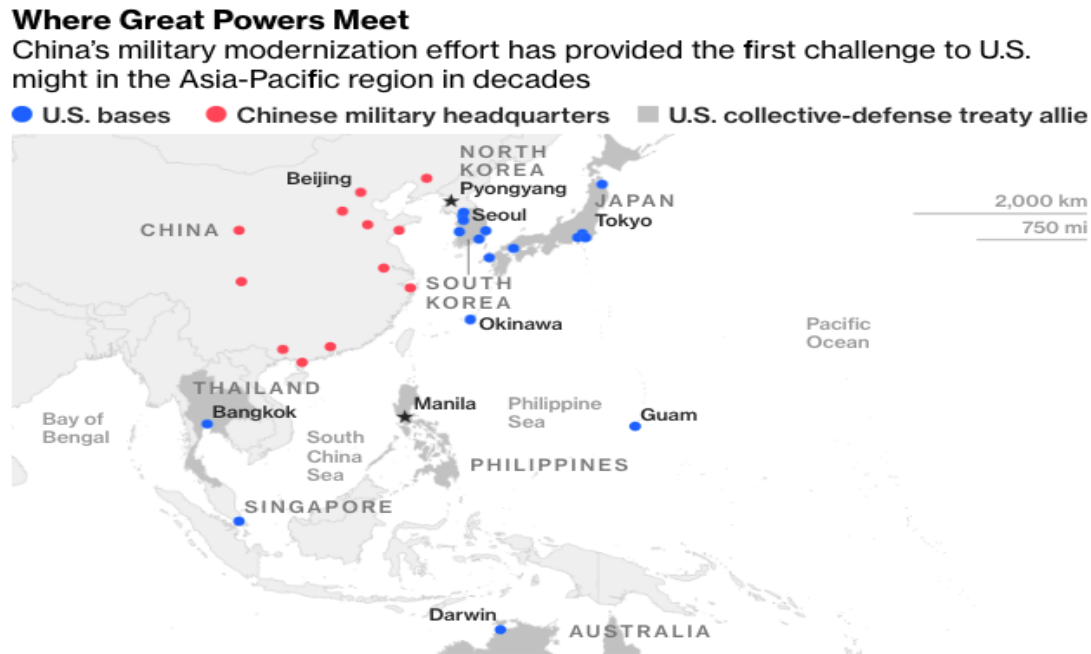 Where Great Powers Meet
China's military modernization effort has provided the first challenge to U.S.
might in the Asia-Pacific region in decades
U.S. bases
Chinese military headquarters
U.S. collective-defense treaty allie
NORTH
KOREA
Beijing
Pyongyang
JAPAN
2,000 km
Seoul
Tokyo
CHINA
750 mi
SOUTH
KOREA
Okinawa
Pacific
Ocean
THAILAND
Bangkok
Manila
Philippine
Sea
Guam
Bay of
Bengal
South
China
Sea
PHILIPPINES
SINGAPORE
Darwin
AUSTRALIA